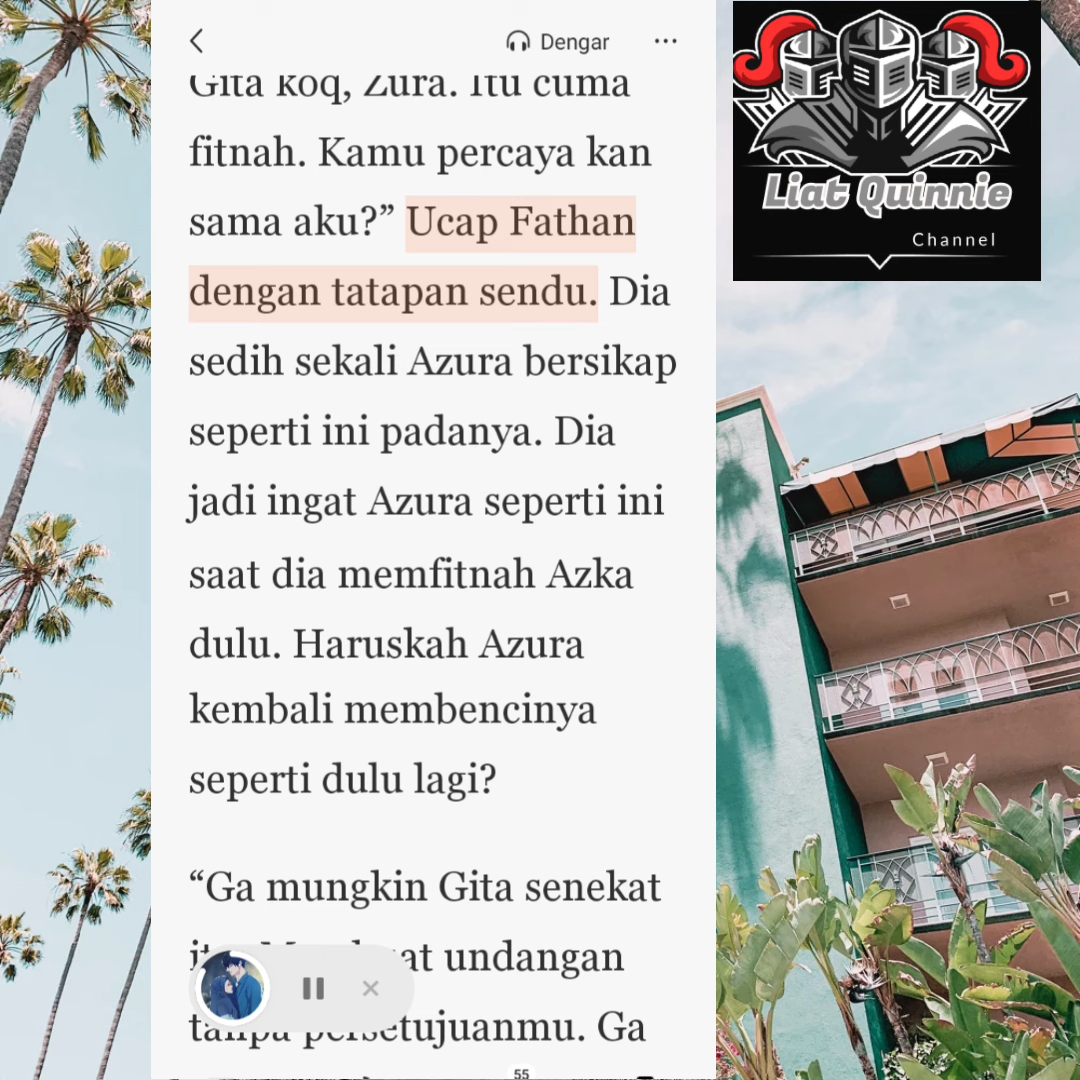 Dengar
Gita koq, Zura. Itu cuma
fitnah. Kamu percaya kan
sama aku?” Ucap Fathan
dengan tatapan sendu. Dia
sedih sekali Azura bersikap
seperti ini padanya. Dia
jadi ingat Azura seperti ini
saat dia memfitnah Azka
dulu. Haruskah Azura
kembali membencinya
seperti dulu lagi?
“Ga mungkin Gita senekat
undangan
tanpa persetujuanmu. Ga
55
Liat Quinnie
Channel